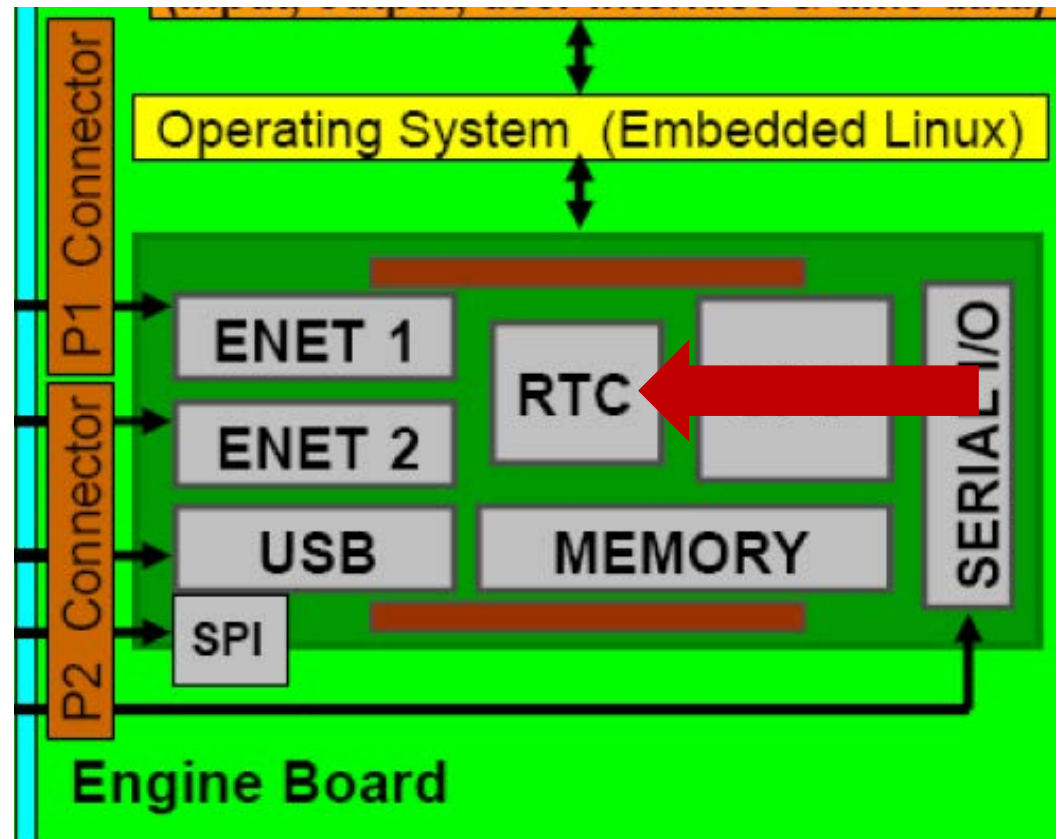 P1 Connector
Operating System (Embedded Linux)
ENET 1
RTC
SERIAL I/O
ENET 2
USB
MEMORY
SPI
P2 Connector
Engine Board